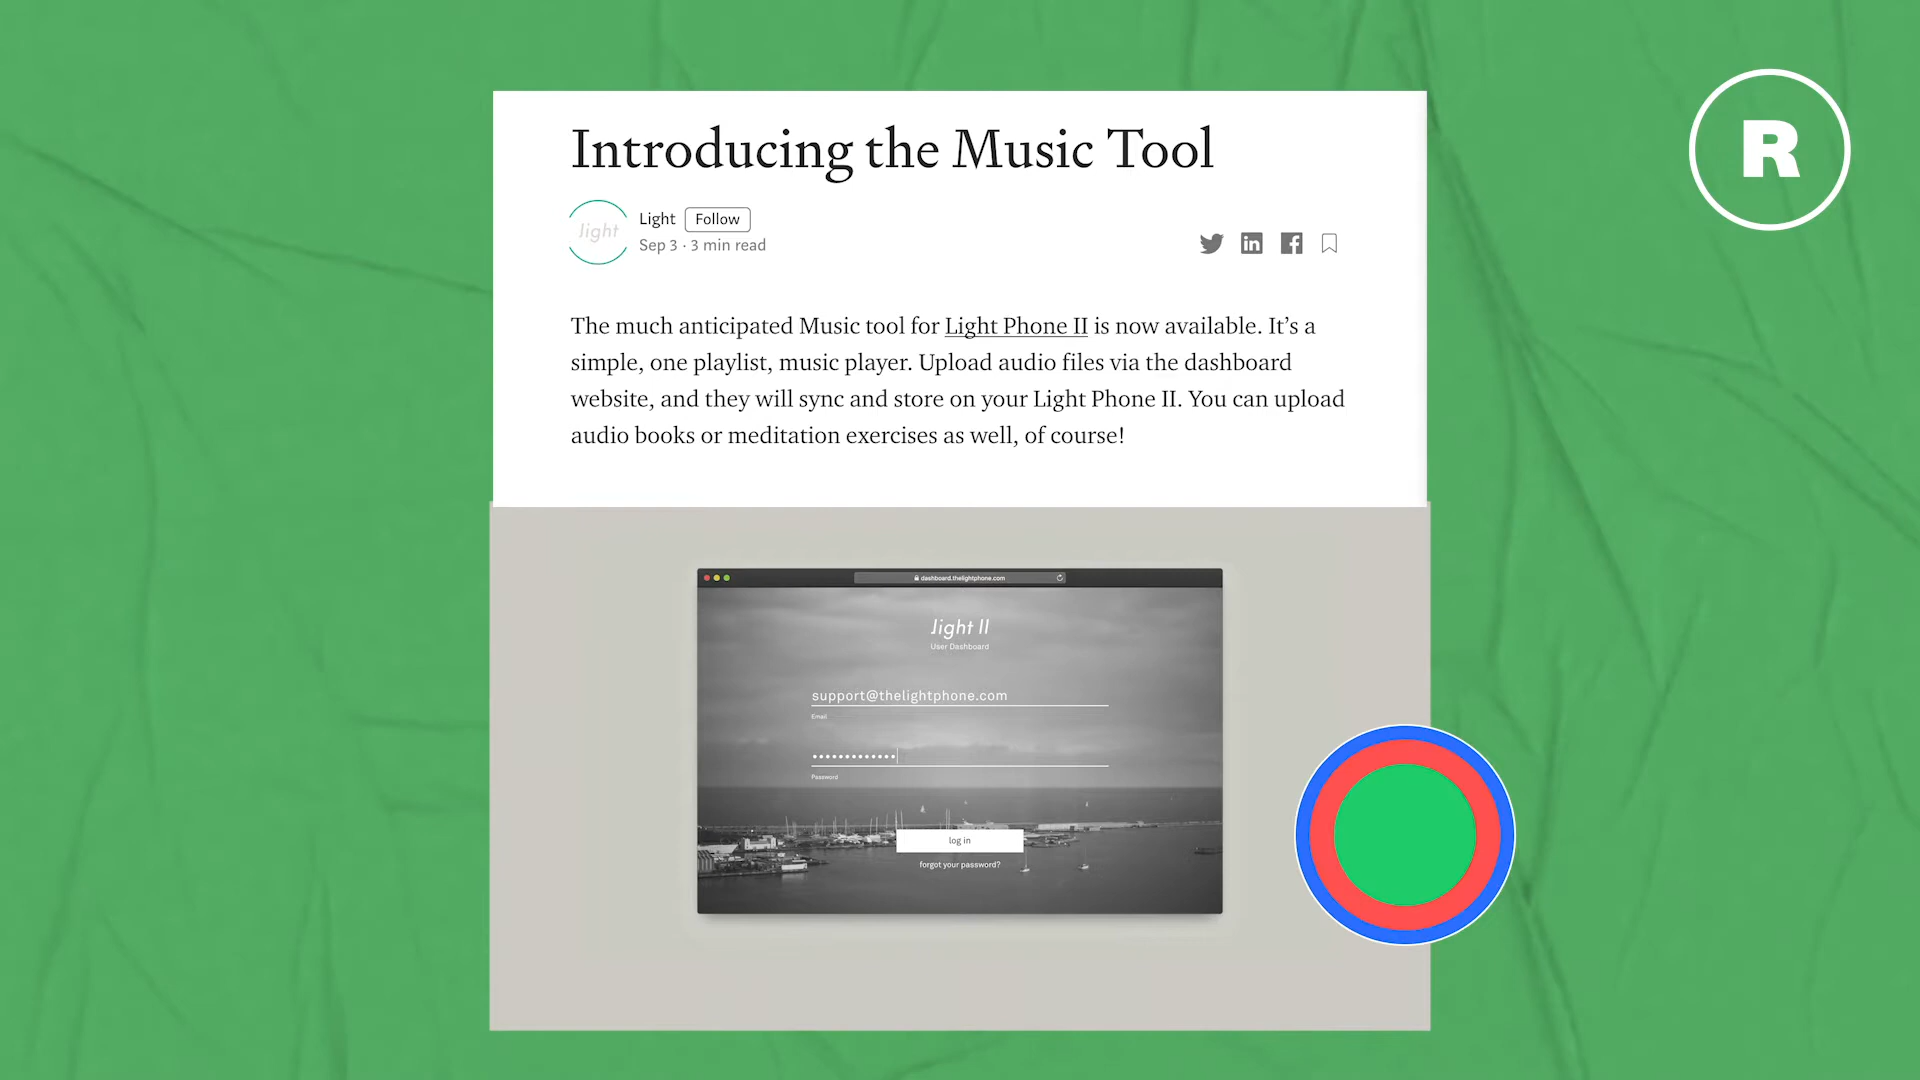 R
Introducing the Music Tool
light
Light Follow
Sep 3 · 3 min read
The much anticipated Music tool for Light Phone II is now available. It’s a
simple, one playlist, music player. Upload audio files via the dashboard
website, and they will sync and store on your Light Phone II. You can upload
audio books or meditation exercises as well, of course!
dashboard.thelightphone.com
light II
User Dashboard
support@thelightphone.com
Email
Password
log in
forgot your password?